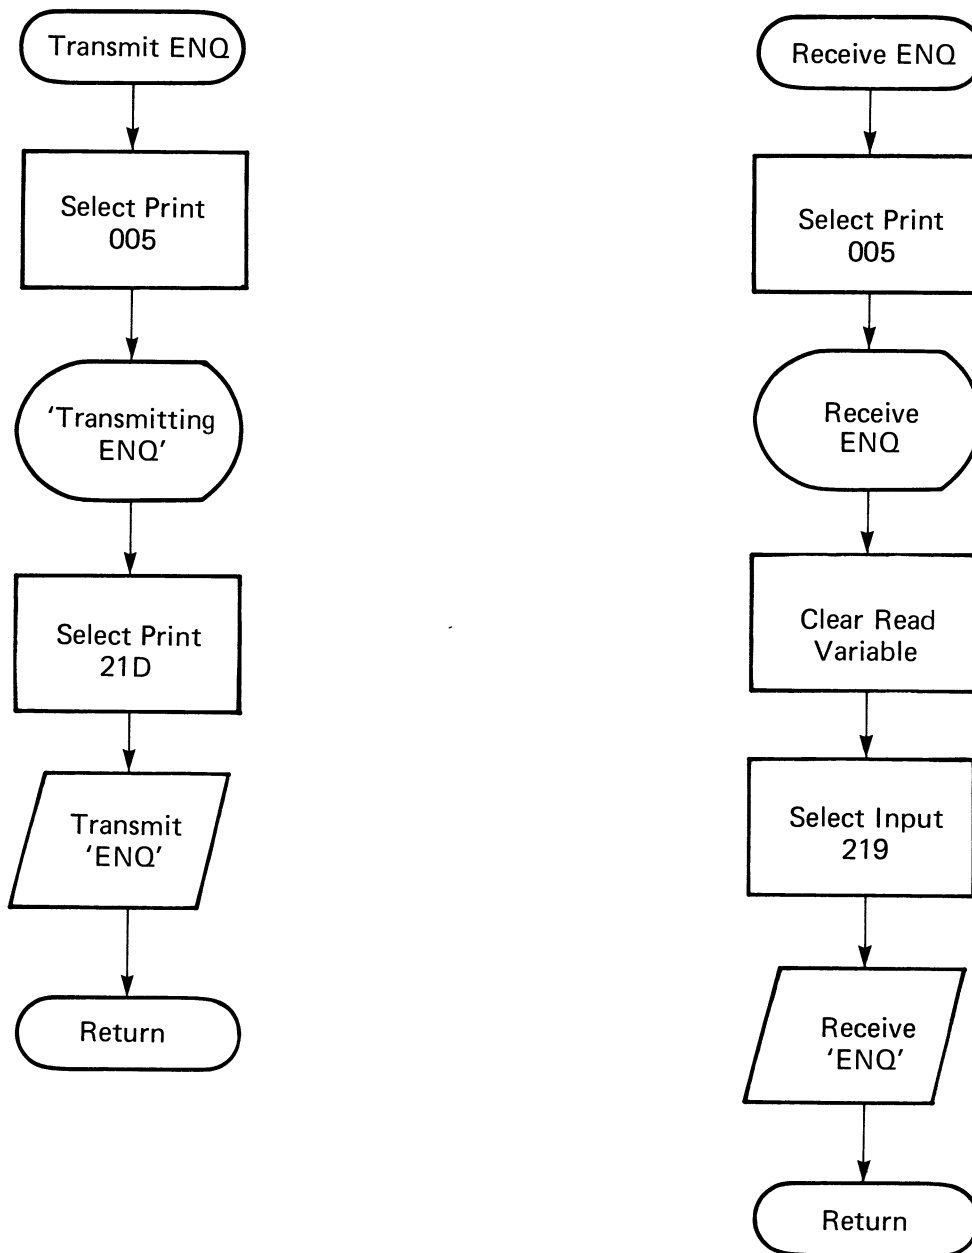 Transmit ENQ
Select Print
005
‘Transmitting
ENQ’
Select Print
21D
Transmit
‘ENQ’
Return
Receive ENQ
Select Print
005
Receive
ENQ
Clear Read
Variable
Select Input
219
Receive
‘ENQ’
Return